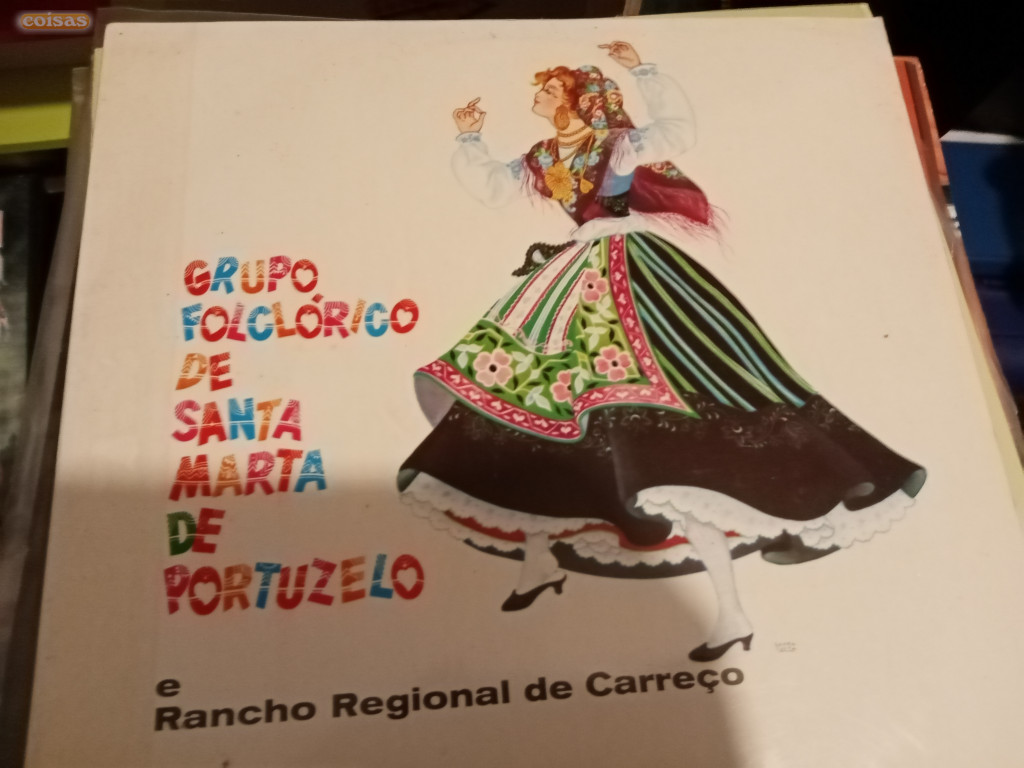 coisas
GRUPO
FOLCLÓRICO
DE
SANTA
MARTA
DE
PORTUZELO
e
Rancho Regional de Carreço